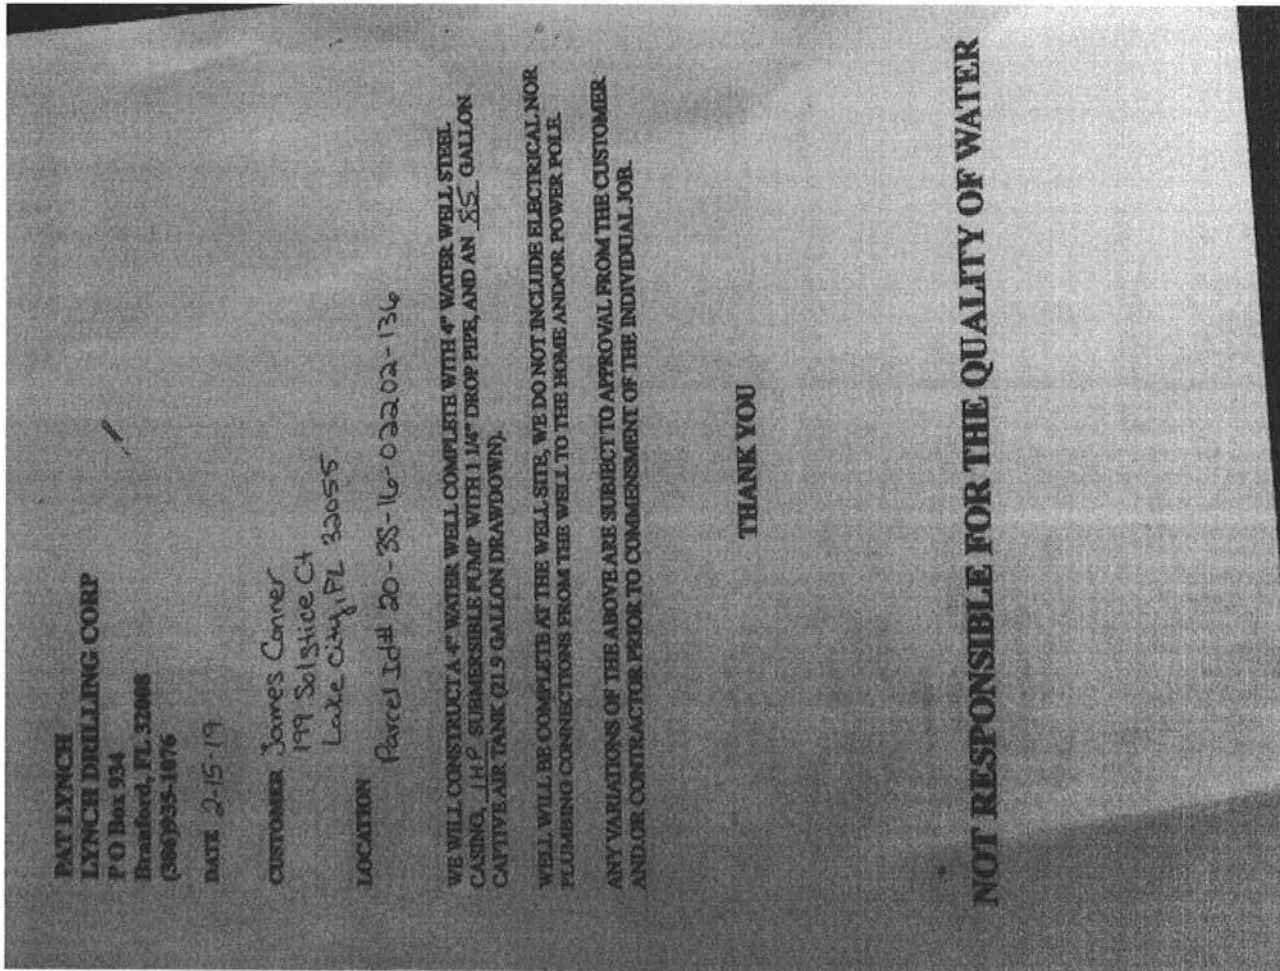 PAT LYNCH
LYNCH DRILLING CORP
P O Box 934
Branford, FL 32008
(386)935-1076
DATE 2-15-19
CUSTOMER James Conner
199 Solstice Ct
Lake City, FL 32055
LOCATION
Parcel Id# 20-3S-16-02202-136
WE WILL CONSTRUCT A 4" WATER WELL COMPLETE WITH 4" WATER WELL STEEL
CASING, 1HP SUBMERSIBLE PUMP WITH 1 1/4" DROP PIPE, AND AN 85 GALLON
CAPTIVE AIR TANK (21.9 GALLON DRAWDOWN).
WELL WILL BE COMPLETE AT THE WELL SITE, WE DO NOT INCLUDE ELECTRICAL NOR
PLUMBING CONNECTIONS FROM THE WELL TO THE HOME AND/OR POWER POLE.
ANY VARIATIONS OF THE ABOVE ARE SUBJECT TO APPROVAL FROM THE CUSTOMER
AND/OR CONTRACTOR PRIOR TO COMMENSMENT OF THE INDIVIDUAL JOB.
THANK YOU
NOT RESPONSIBLE FOR THE QUALITY OF WATER